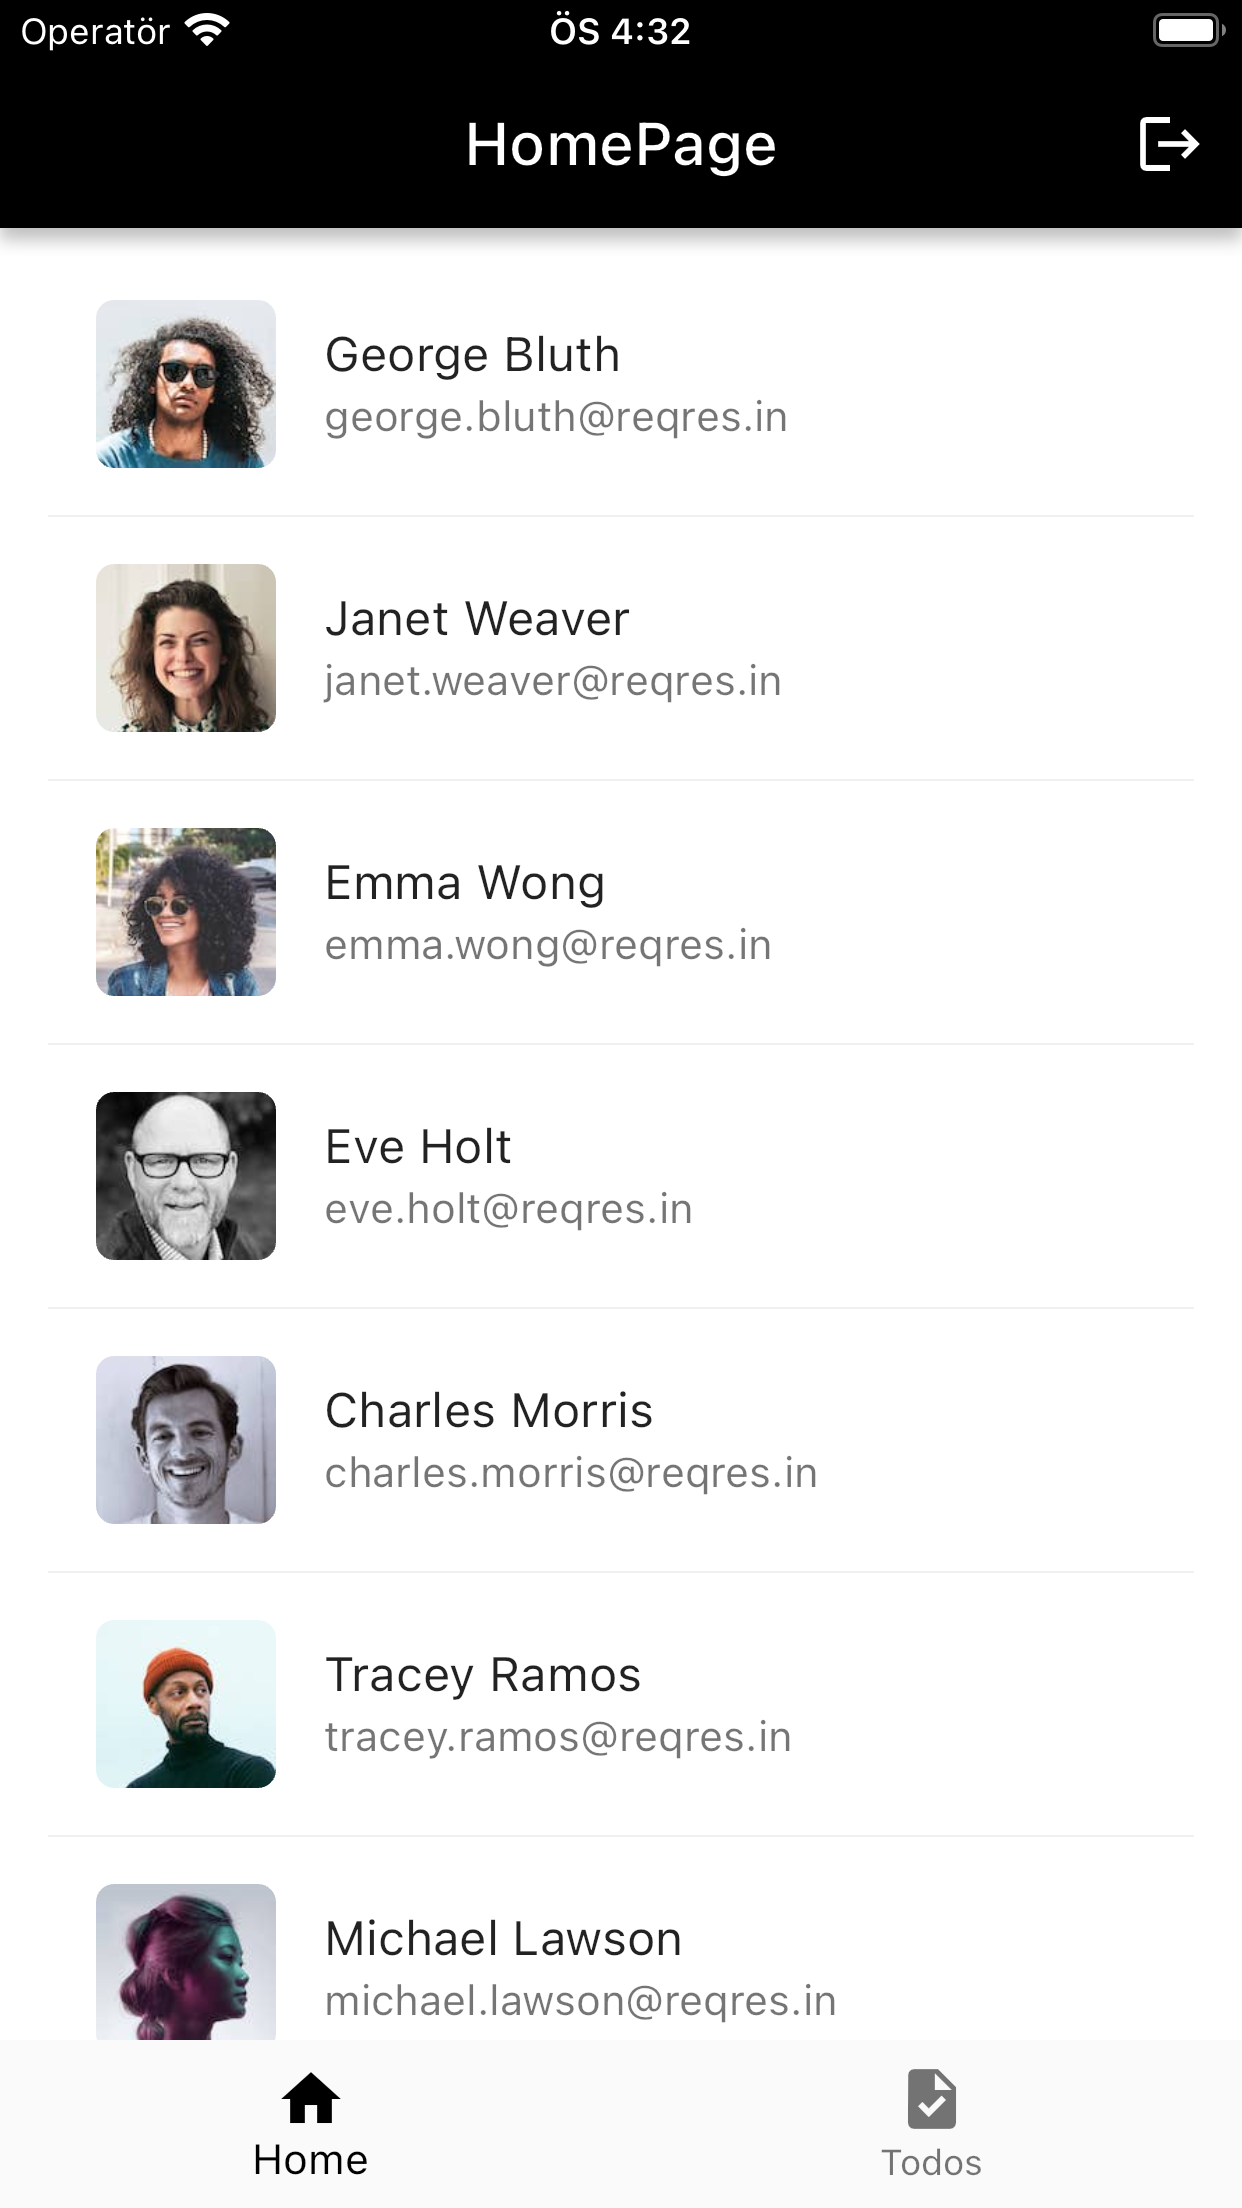 Operatör ÖS 4:32
HomePage
George Bluth
george.bluth@reqres.in
Janet Weaver
janet.weaver@reqres.in
Emma Wong
emma.wong@reqres.in
Eve Holt
eve.holt@reqres.in
Charles Morris
charles.morris@reqres.in
Tracey Ramos
tracey.ramos@reqres.in
Michael Lawson
michael.lawson@reqres.in
Home Todos